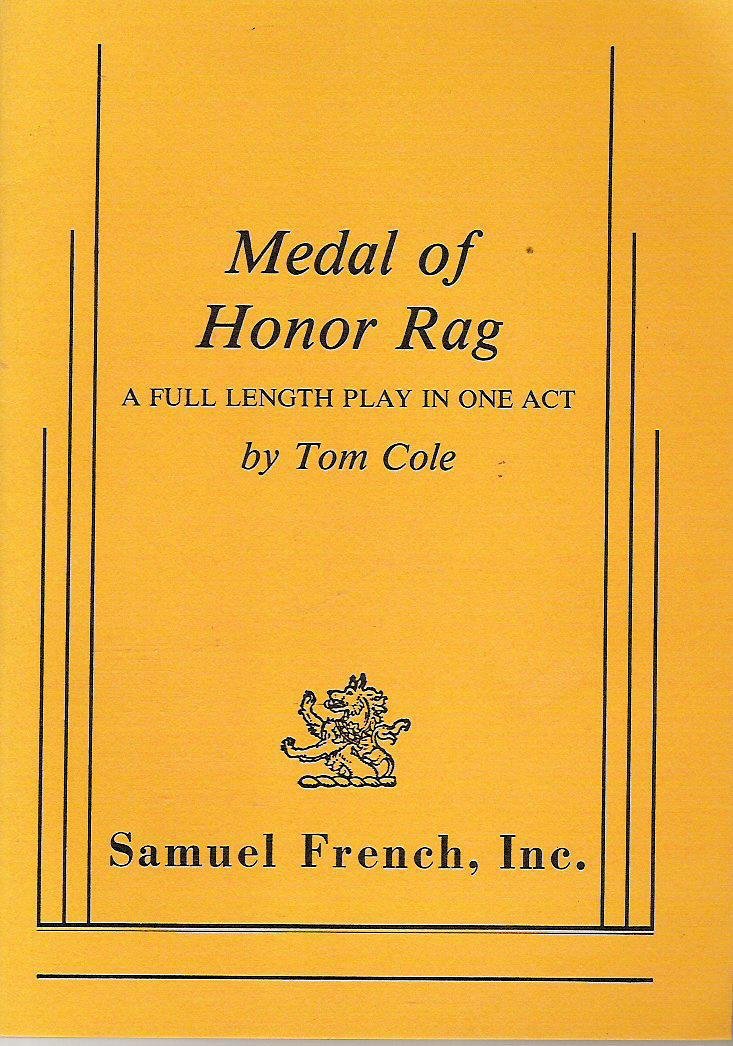 Medal of
Honor Rag
A FULL LENGTH PLAY IN ONE ACT
by Tom Cole
Samuel French, Inc.